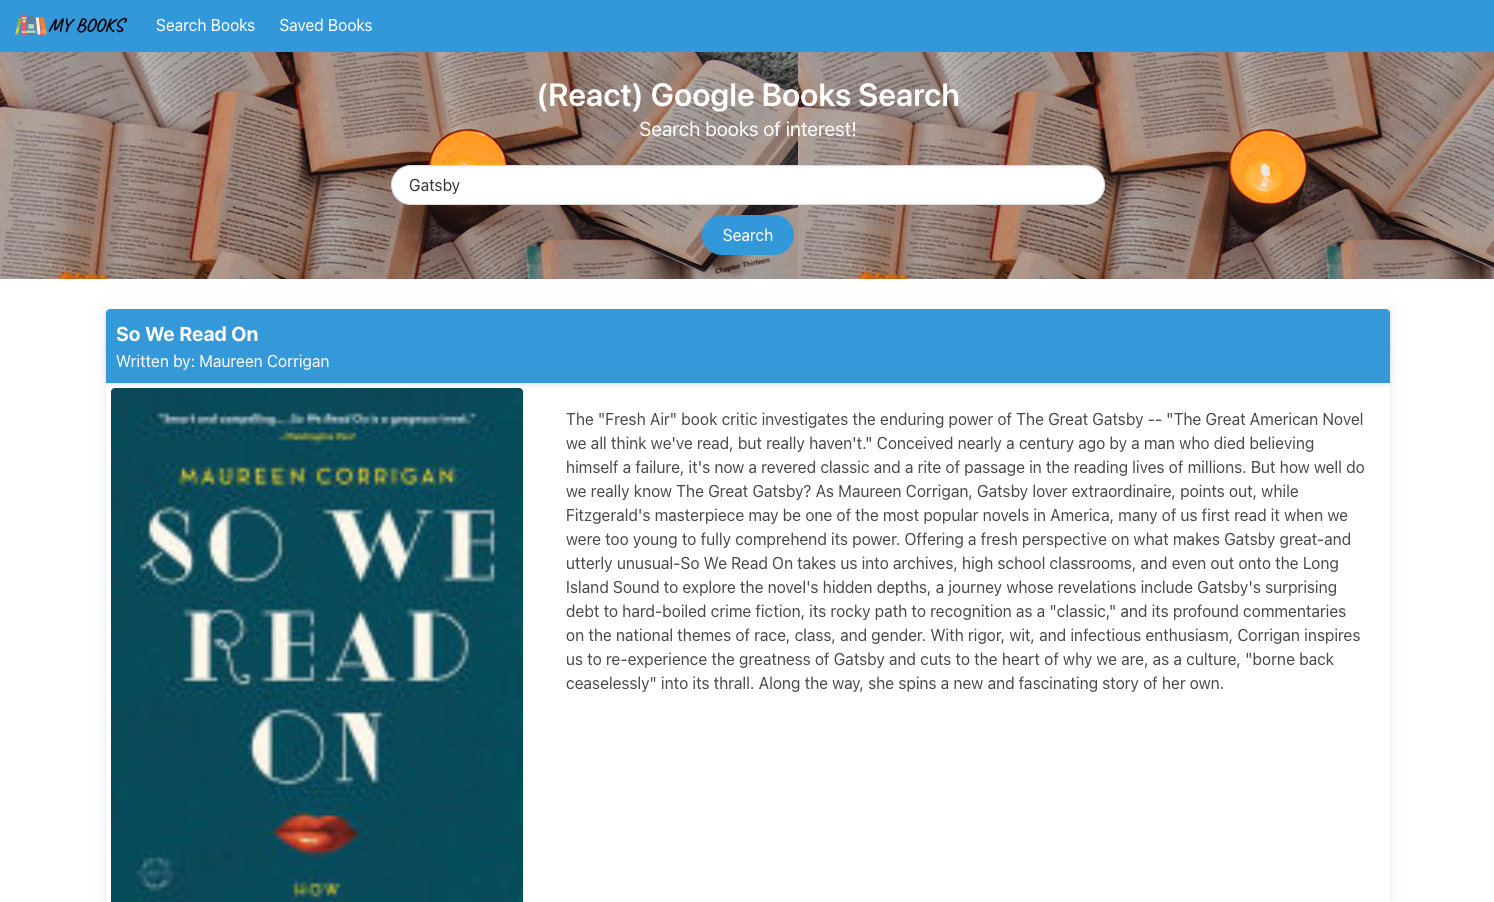 MY BOOKS Search Books Saved Books
(React) Google Books Search
Search books of interest!
Gatsby
Search
Chapter Thirteen
So We Read On
Written by: Maureen Corrigan
"Smart and compelling.... So We Read On is a gorgeous treat."
—Washington Post
MAUREEN CORRIGAN
SO WE
READ
ON
HOW
The "Fresh Air" book critic investigates the enduring power of The Great Gatsby -- "The Great American Novel
we all think we've read, but really haven't." Conceived nearly a century ago by a man who died believing
himself a failure, it's now a revered classic and a rite of passage in the reading lives of millions. But how well do
we really know The Great Gatsby? As Maureen Corrigan, Gatsby lover extraordinaire, points out, while
Fitzgerald's masterpiece may be one of the most popular novels in America, many of us first read it when we
were too young to fully comprehend its power. Offering a fresh perspective on what makes Gatsby great-and
utterly unusual-So We Read On takes us into archives, high school classrooms, and even out onto the Long
Island Sound to explore the novel's hidden depths, a journey whose revelations include Gatsby's surprising
debt to hard-boiled crime fiction, its rocky path to recognition as a "classic," and its profound commentaries
on the national themes of race, class, and gender. With rigor, wit, and infectious enthusiasm, Corrigan inspires
us to re-experience the greatness of Gatsby and cuts to the heart of why we are, as a culture, "borne back
ceaselessly" into its thrall. Along the way, she spins a new and fascinating story of her own.